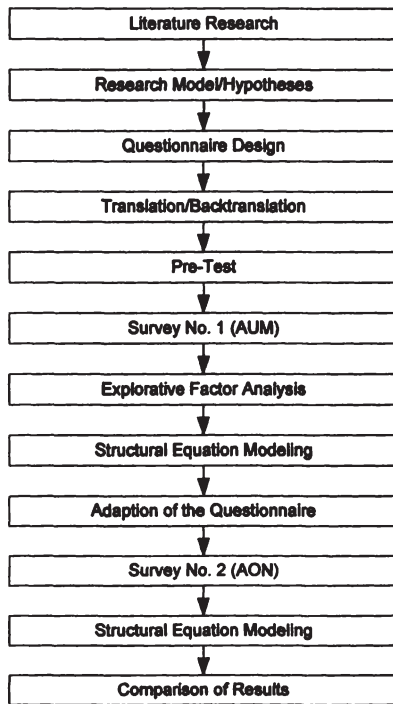 Literature Research
Research Model/Hypotheses
Questionnaire Design
Translation/Backtranslation
Pre-Test
Survey No. 1 (AUM)
Explorative Factor Analysis
Structural Equation Modeling
Adaption of the Questionnaire
Survey No. 2 (AON)
Structural Equation Modeling
Comparison of Results